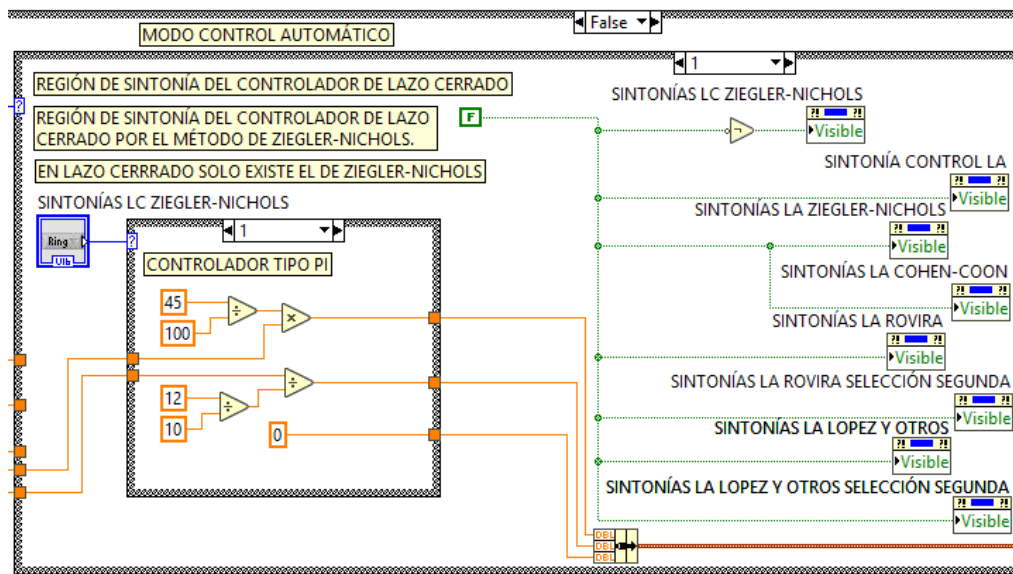 False
MODO CONTROL AUTOMÁTICO
1
REGIÓN DE SINTONÍA DEL CONTROLADOR DE LAZO CERRADO
REGIÓN DE SINTONÍA DEL CONTROLADOR DE LAZO
CERRADO POR EL MÉTODO DE ZIEGLER-NICHOLS.
EN LAZO CERRRADO SOLO EXISTE EL DE ZIEGLER-NICHOLS
SINTONÍAS LC ZIEGLER-NICHOLS
Ring
U16
1
CONTROLADOR TIPO PI
45
÷
100
×
÷
12
÷
10
0
F
SINTONÍAS LC ZIEGLER-NICHOLS
?! ?!
Visible
SINTONÍA CONTROL LA
?! ?!
Visible
SINTONÍAS LA ZIEGLER-NICHOLS
?! ?!
Visible
SINTONÍAS LA COHEN-COON
?! ?!
Visible
SINTONÍAS LA ROVIRA
?! ?!
Visible
SINTONÍAS LA ROVIRA SELECCIÓN SEGUNDA
?! ?!
Visible
SINTONÍAS LA LOPEZ Y OTROS
?! ?!
Visible
SINTONÍAS LA LOPEZ Y OTROS SELECCIÓN SEGUNDA
?! ?!
Visible
DBL
DBL
DBL